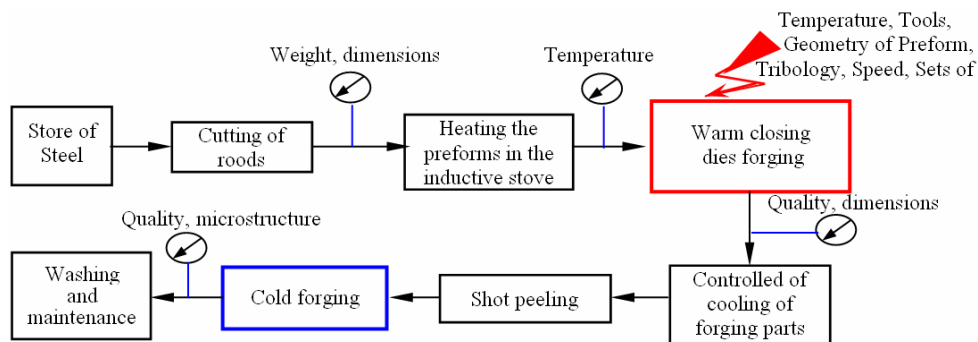 Temperature, Tools,
Geometry of Preform,
Tribology, Speed, Sets of
Weight, dimensions
Temperature
Store of
Steel
Cutting of
roods
Heating the
preforms in the
inductive stove
Warm closing
dies forging
Quality, dimensions
Quality, microstructure
Washing
and
maintenance
Cold forging
Shot peeling
Controlled of
cooling of
forging parts